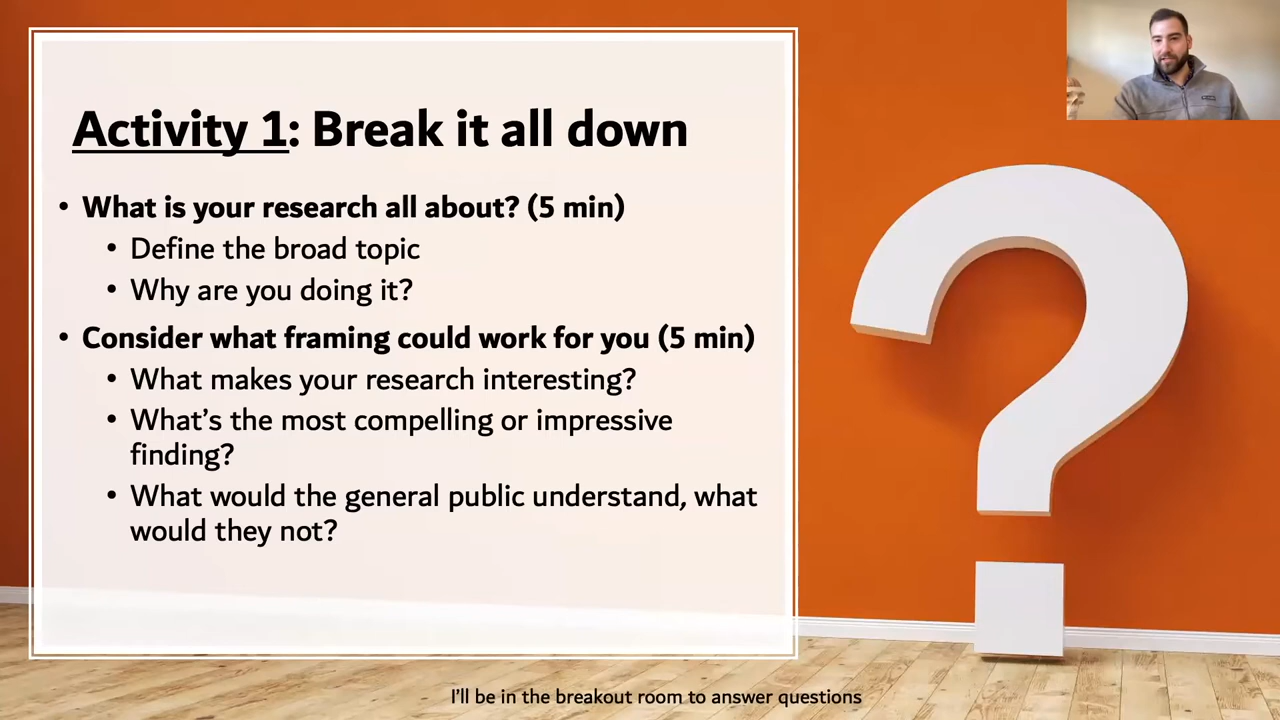 Activity 1: Break it all down
• What is your research all about? (5 min)
• Define the broad topic
• Why are you doing it?
• Consider what framing could work for you (5 min)
• What makes your research interesting?
• What's the most compelling or impressive
finding?
• What would the general public understand, what
would they not?
I'll be in the breakout room to answer questions